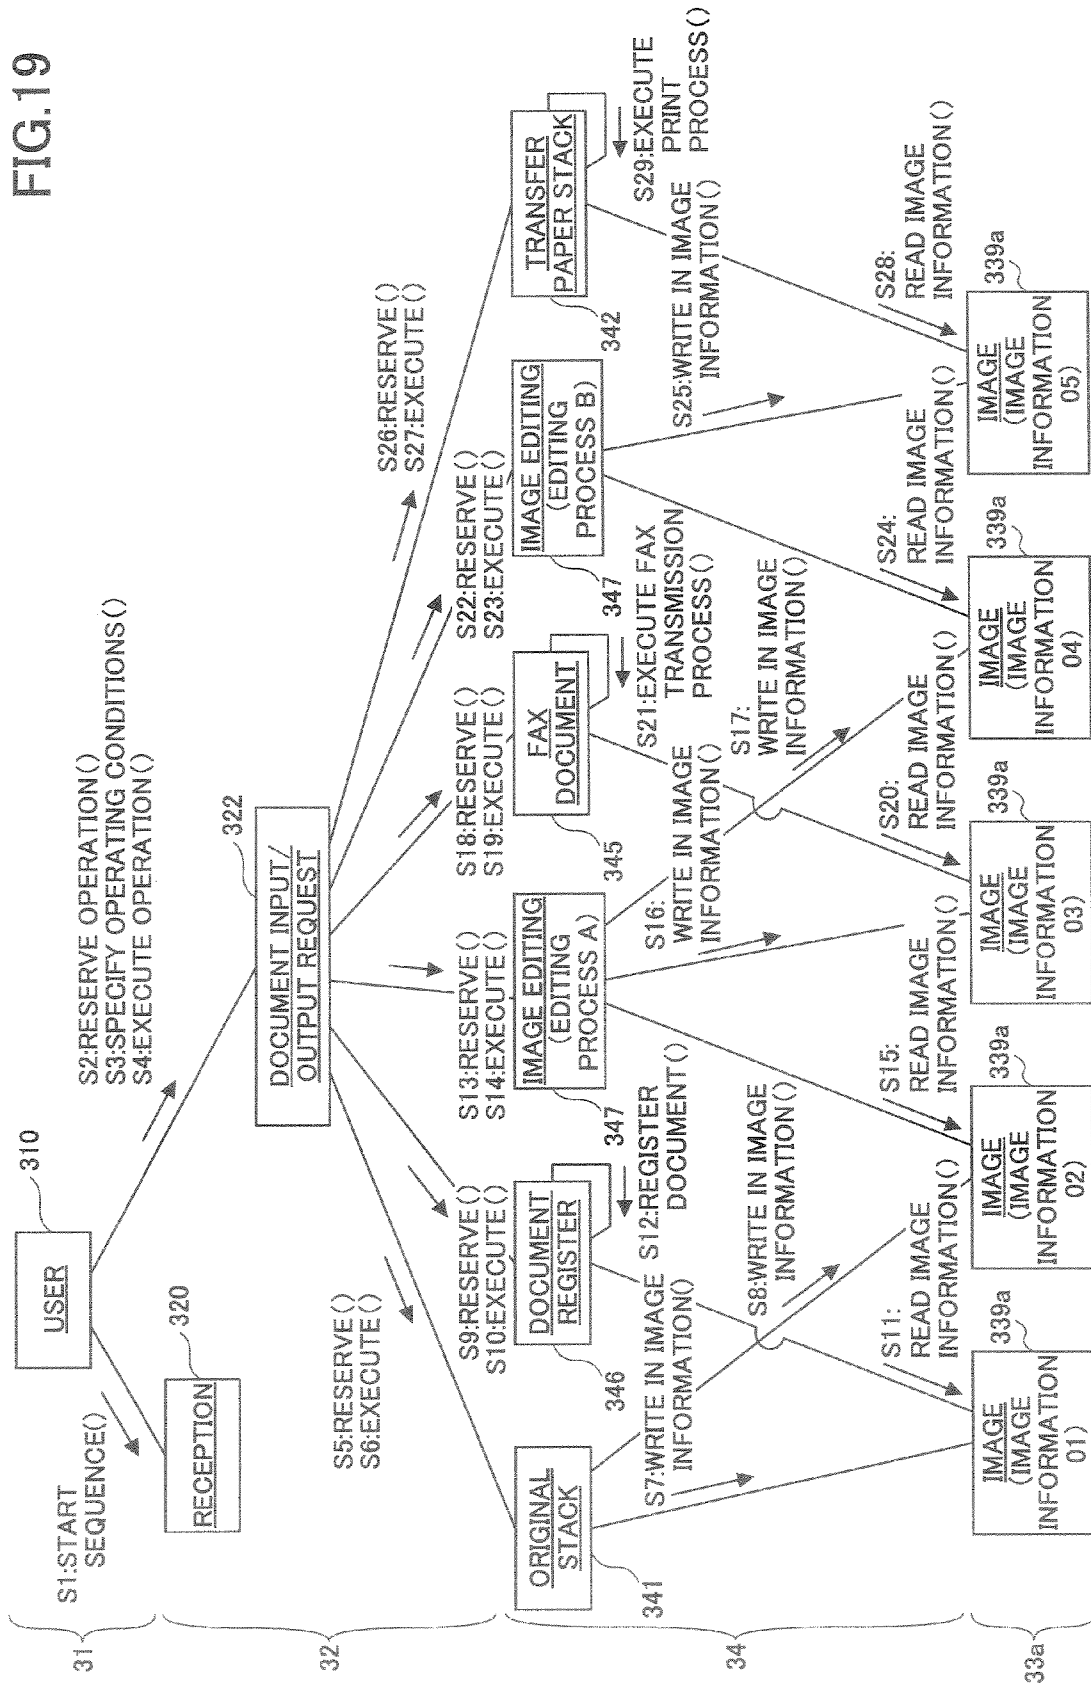 FIG.19
S1:START
SEQUENCE()
USER
310
31
S2:RESERVE OPERATION()
S3:SPECIFY OPERATING CONDITIONS()
S4:EXECUTE OPERATION()
RECEPTION
320
DOCUMENT INPUT/
OUTPUT REQUEST
322
32
S5:RESERVE()
S6:EXECUTE()
S9:RESERVE()
S10:EXECUTE()
S13:RESERVE()
S14:EXECUTE()
S18:RESERVE()
S19:EXECUTE()
S22:RESERVE()
S23:EXECUTE()
S26:RESERVE()
S27:EXECUTE()
ORIGINAL
STACK
341
DOCUMENT
REGISTER
346
IMAGE EDITING
(EDITING
PROCESS A)
347
FAX
DOCUMENT
345
IMAGE EDITING
(EDITING
PROCESS B)
347
TRANSFER
PAPER STACK
342
34
S7:WRITE IN IMAGE
INFORMATION()
S12:REGISTER
DOCUMENT()
S8:WRITE IN IMAGE
INFORMATION()
S16:
WRITE IN IMAGE
INFORMATION()
S21:EXECUTE FAX
TRANSMISSION
PROCESS()
S17:
WRITE IN IMAGE
INFORMATION()
S25:WRITE IN IMAGE
INFORMATION()
S29:EXECUTE
PRINT
PROCESS()
S11:
READ IMAGE
INFORMATION()
S15:
READ IMAGE
INFORMATION()
S20:
READ IMAGE
INFORMATION()
S24:
READ IMAGE
INFORMATION()
S28:
READ IMAGE
INFORMATION()
33a
IMAGE
(IMAGE
INFORMATION
01)
339a
IMAGE
(IMAGE
INFORMATION
02)
339a
IMAGE
(IMAGE
INFORMATION
03)
339a
IMAGE
(IMAGE
INFORMATION
04)
339a
IMAGE
(IMAGE
INFORMATION
05)
339a